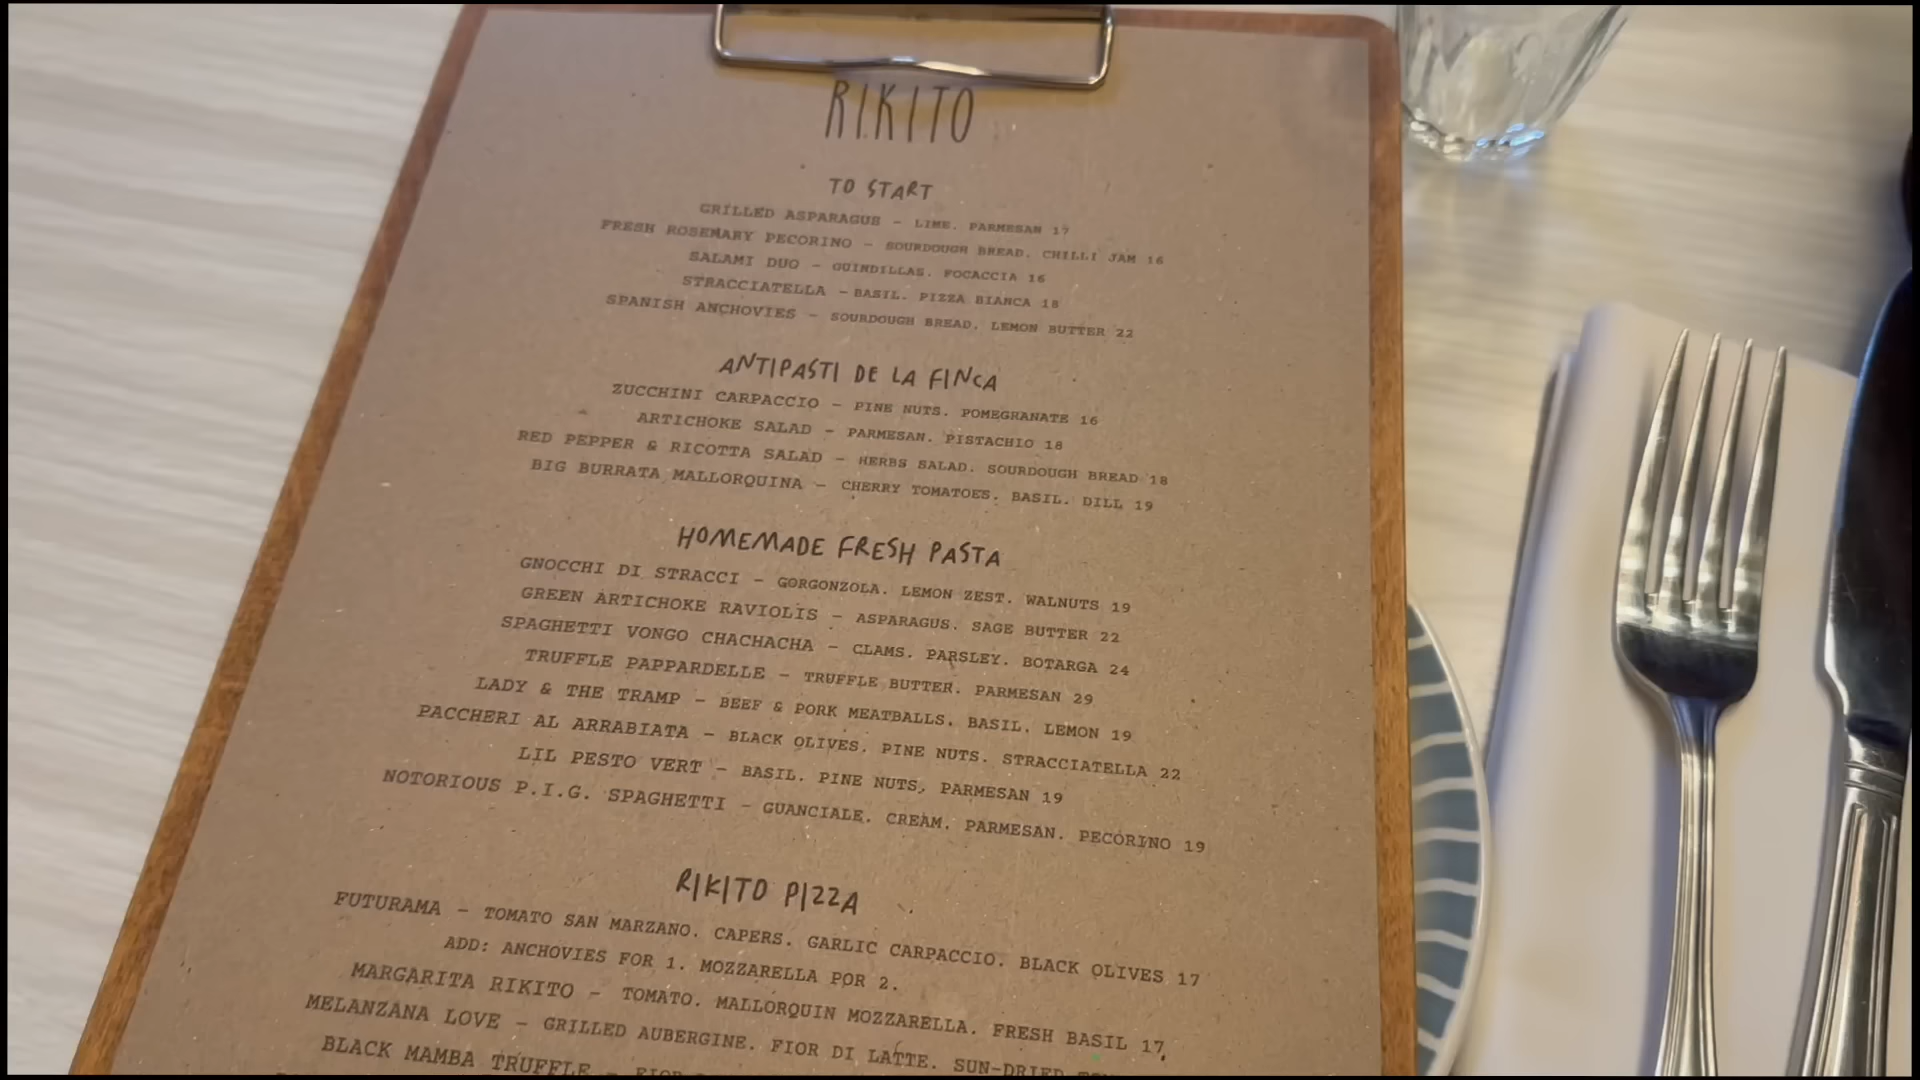 RIKITO
TO START
GRILLED ASPARAGUS - LIME. PARMESAN 17
FRESH ROSEMARY PECORINO - SOURDOUGH BREAD. CHILLI JAM 16
SALAMI DUO - GUINDILLAS. FOCACCIA 16
STRACCIATELLA - BASIL. PIZZA BIANCA 18
SPANISH ANCHOVIES - SOURDOUGH BREAD. LEMON BUTTER 22
ANTIPASTI DE LA FINCA
ZUCCHINI CARPACCIO - PINE NUTS. POMEGRANATE 16
ARTICHOKE SALAD - PARMESAN. PISTACHIO 18
RED PEPPER & RICOTTA SALAD - HERBS SALAD. SOURDOUGH BREAD 18
BIG BURRATA MALLORQUINA - CHERRY TOMATOES. BASIL. DILL 19
HOMEMADE FRESH PASTA
GNOCCHI DI STRACCI - GORGONZOLA. LEMON ZEST. WALNUTS 19
GREEN ARTICHOKE RAVIOLIS - ASPARAGUS. SAGE BUTTER 22
SPAGHETTI VONGO CHACHACHA - CLAMS. PARSLEY. BOTARGA 24
TRUFFLE PAPPARDELLE - TRUFFLE BUTTER. PARMESAN 29
LADY & THE TRAMP - BEEF & PORK MEATBALLS. BASIL. LEMON 19
PACCHERI AL ARRABIATA - BLACK OLIVES. PINE NUTS. STRACCIATELLA 22
LIL PESTO VERT - BASIL. PINE NUTS, PARMESAN 19
NOTORIOUS P.I.G. SPAGHETTI - GUANCIALE. CREAM. PARMESAN. PECORINO 19
RIKITO PIZZA
FUTURAMA - TOMATO SAN MARZANO. CAPERS. GARLIC CARPACCIO. BLACK OLIVES 17
ADD: ANCHOVIES FOR 1. MOZZARELLA POR 2.
MARGARITA RIKITO - TOMATO. MALLORQUIN MOZZARELLA. FRESH BASIL 17
MELANZANA LOVE - GRILLED AUBERGINE. FIOR DI LATTE. SUN-DRIED
BLACK MAMBA TRUFFLE - FIOR